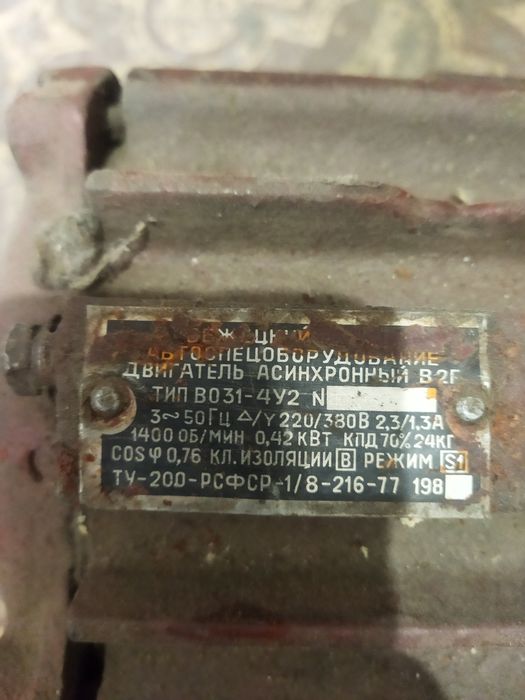 БЕЖЕЦКИЙ
АВТОСПЕЦОБОРУДОВАНИЕ
ДВИГАТЕЛЬ АСИНХРОННЫЙ В2Г
ТИП ВО31-4У2 N
3~50ГЦ △/Y 220/380В 2,3/1.3А
1400 ОБ/МИН 0,42 КВТ КПД 70% 24КГ
COS φ 0,76 КЛ. ИЗОЛЯЦИИ В РЕЖИМ S1
ТУ-200-РСФСР-1/8-216-77 198